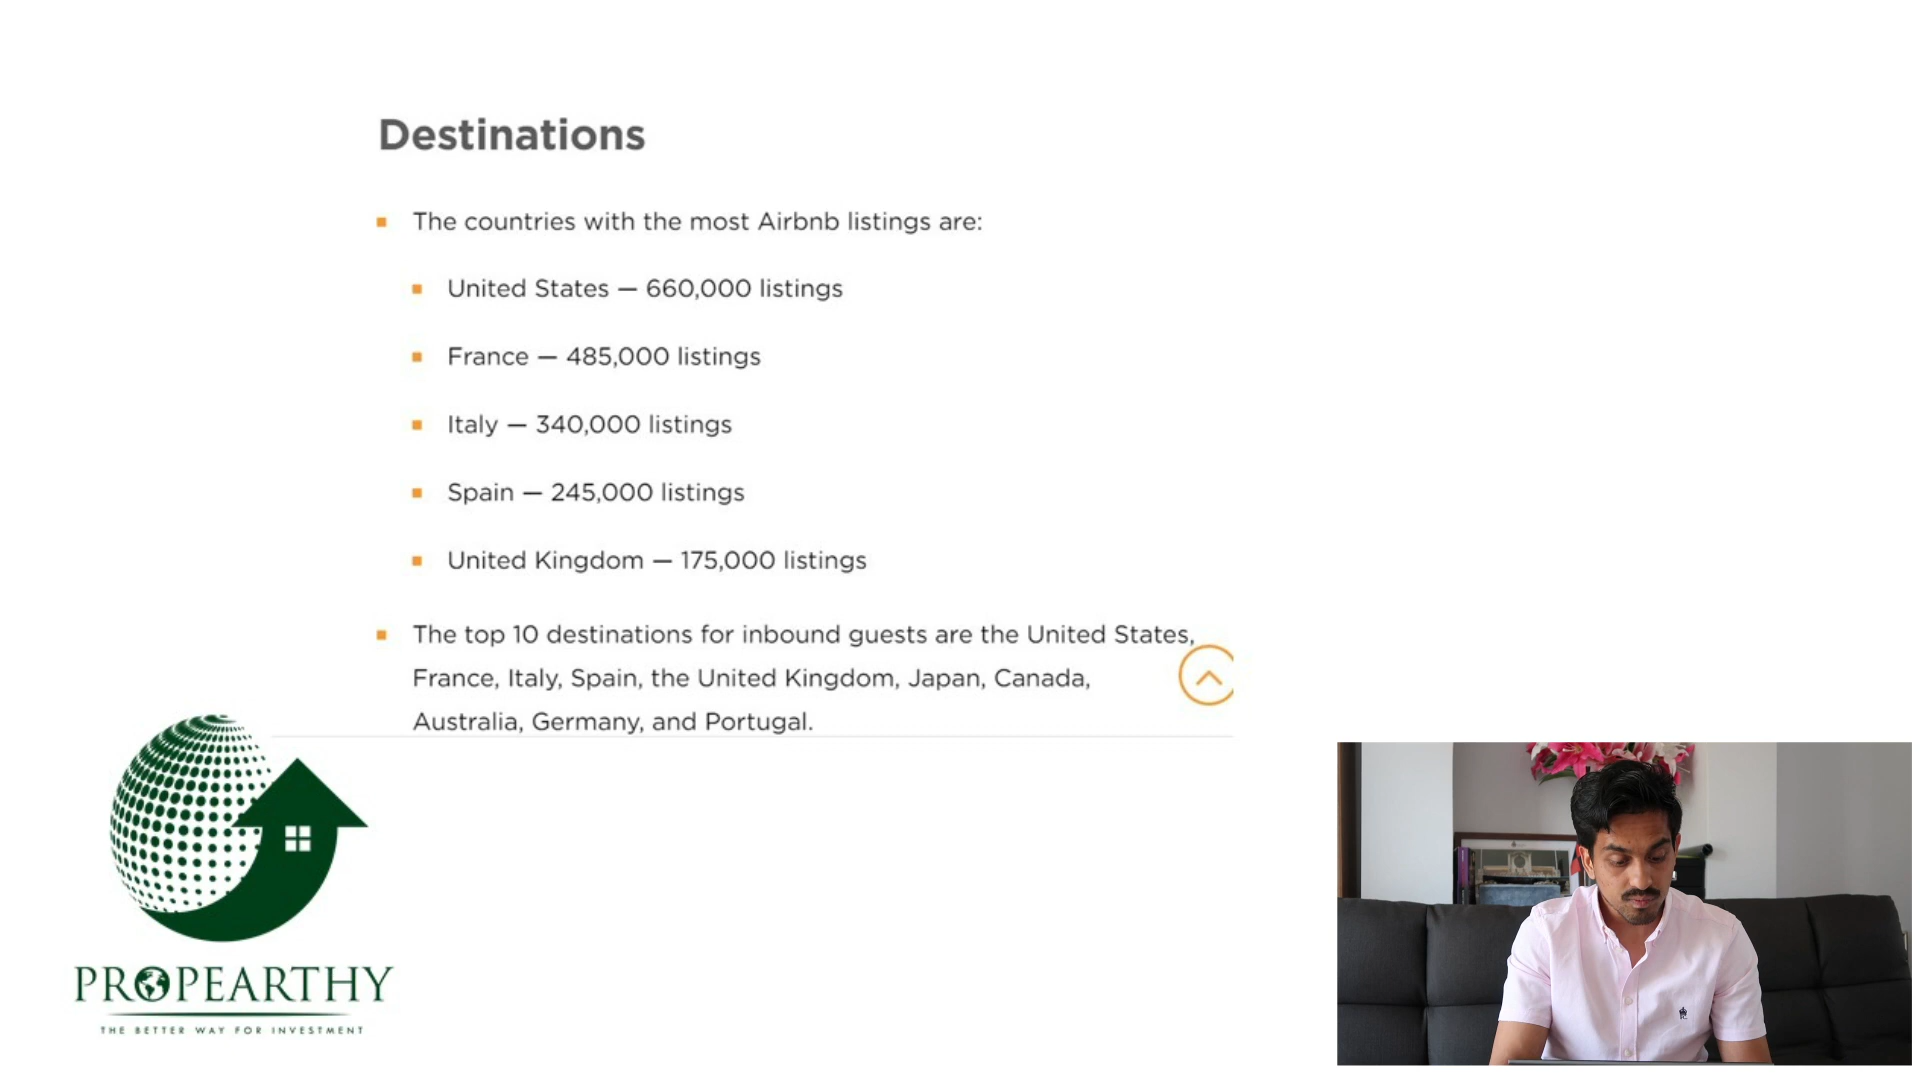 Destinations
The countries with the most Airbnb listings are:
United States — 660,000 listings
France — 485,000 listings
Italy — 340,000 listings
Spain — 245,000 listings
United Kingdom — 175,000 listings
The top 10 destinations for inbound guests are the United States,
France, Italy, Spain, the United Kingdom, Japan, Canada,
Australia, Germany, and Portugal.
PROPEARTHY
THE BETTER WAY FOR INVESTMENT